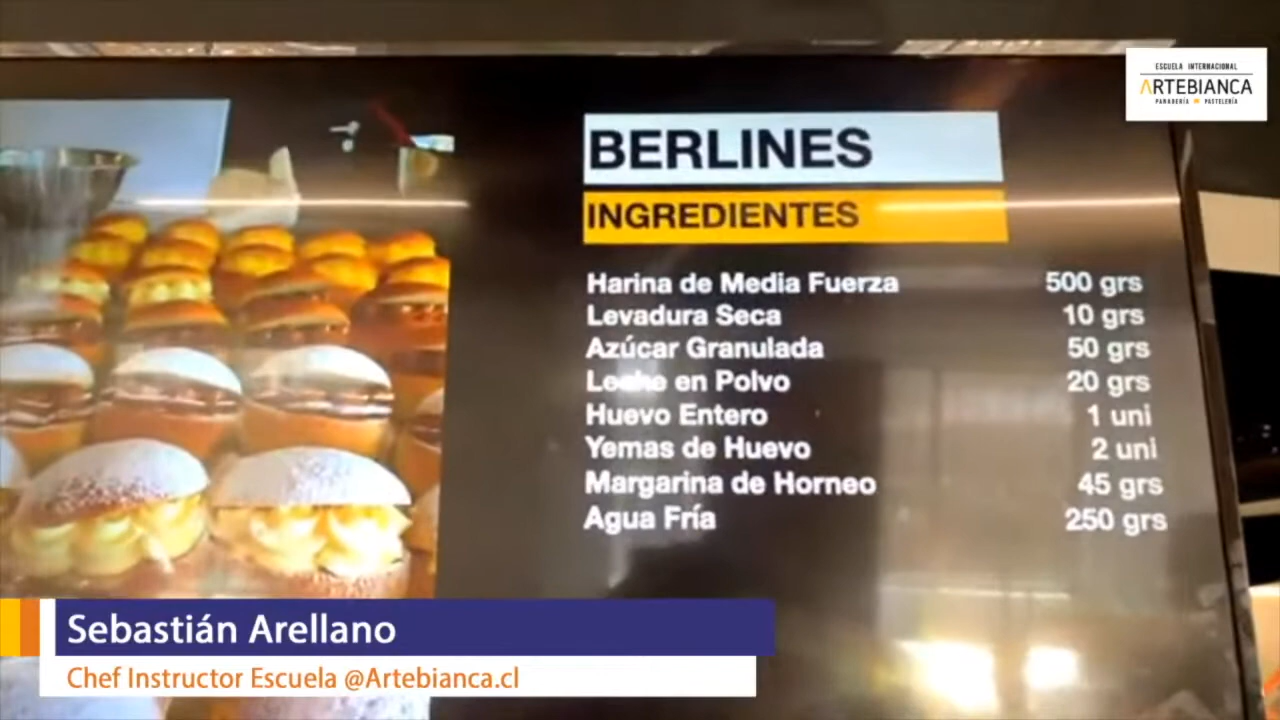 ESCUELA INTERNACIONAL
ARTEBIANCA
PANADERÍA PASTELERÍA
BERLINES
INGREDIENTES
Harina de Media Fuerza 500 grs
Levadura Seca 10 grs
Azúcar Granulada 50 grs
Leche en Polvo 20 grs
Huevo Entero 1 uni
Yemas de Huevo 2 uni
Margarina de Horneo 45 grs
Agua Fría 250 grs
Sebastián Arellano
Chef Instructor Escuela @Artebianca.cl